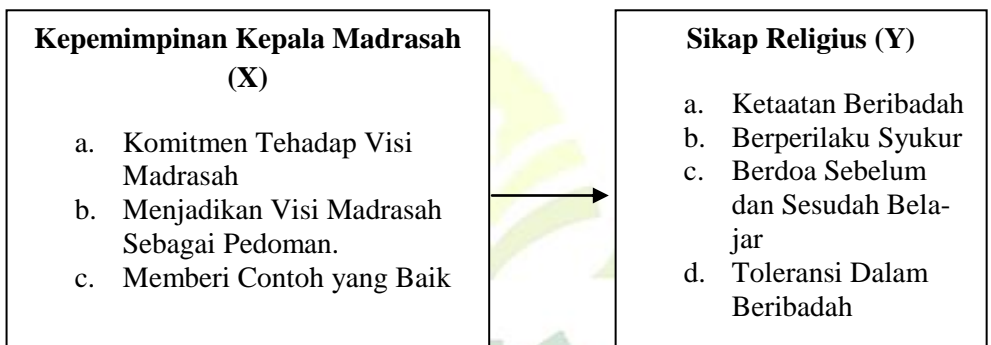 Kepemimpinan Kepala Madrasah
(X)
a. Komitmen Tehadap Visi
Madrasah
b. Menjadikan Visi Madrasah
Sebagai Pedoman.
c. Memberi Contoh yang Baik
Sikap Religius (Y)
a. Ketaatan Beribadah
b. Berperilaku Syukur
c. Berdoa Sebelum
dan Sesudah Bela-
jar
d. Toleransi Dalam
Beribadah